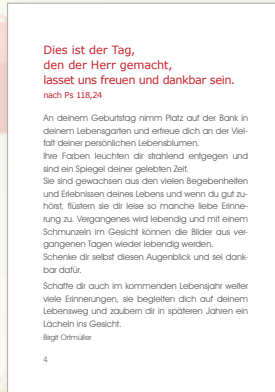 Dies ist der Tag,
den der Herr gemacht,
lasset uns freuen und dankbar sein.
nach Ps 118,24
An deinem Geburtstag nimm Platz auf der Bank in
deinem Lebensgarten und erfreue dich an der Viel-
falt deiner persönlichen Lebensblumen.
Ihre Farben leuchten dir strahlend entgegen und
sind ein Spiegel deiner gelebten Zeit.
Sie sind gewachsen aus den vielen Begebenheiten
und Erlebnissen deines Lebens und wenn du gut zu-
hörst, flüstern sie dir leise so manche liebe Erinne-
rung zu. Vergangenes wird lebendig und mit einem
Schmunzeln im Gesicht können die Bilder aus ver-
gangenen Tagen wieder lebendig werden.
Schenke dir selbst diesen Augenblick und sei dank-
bar dafür.
Schaffe dir auch im kommenden Lebensjahr weiter
viele Erinnerungen, sie begleiten dich auf deinem
Lebensweg und zaubern dir in späteren Jahren ein
Lächeln ins Gesicht.
Birgit Ortmüller
4